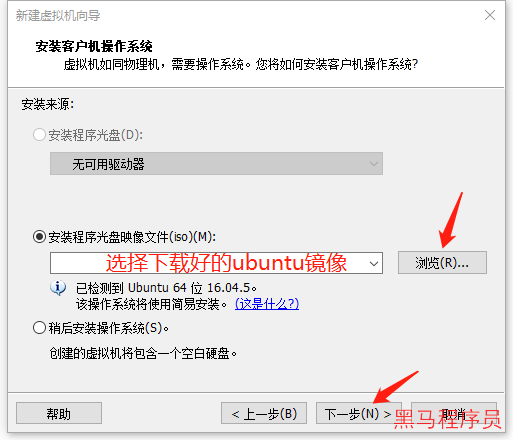 新建虚拟机向导
安装客户机操作系统
虚拟机如同物理机，需要操作系统。您将如何安装客户机操作系统?
安装来源:
安装程序光盘(D):
无可用驱动器
安装程序光盘映像文件(iso)(M):
选择下载好的ubuntu镜像
浏览(R)...
已检测到 Ubuntu 64 位 16.04.5。
该操作系统将使用简易安装。(这是什么?)
稍后安装操作系统(S)。
创建的虚拟机将包含一个空白硬盘。
帮助
< 上一步(B)
下一步(N) >
取消
黑马程序员